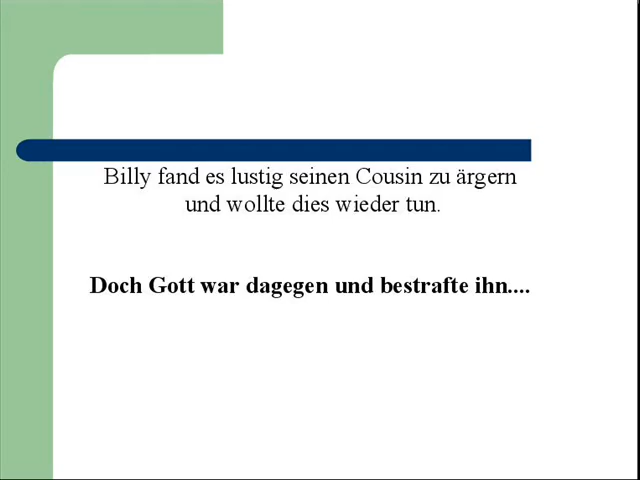 Billy fand es lustig seinen Cousin zu ärgern
und wollte dies wieder tun.
Doch Gott war dagegen und bestrafte ihn....